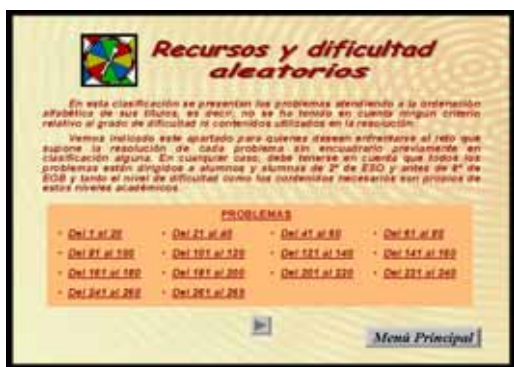 Recursos y dificultad
aleatorios
En esta clasificación se presentan los problemas atendiendo a la ordenación
alfabética de sus títulos, es decir, no se ha tenido en cuenta ningún criterio
relativo al grado de dificultad ni contenidos utilizados en la resolución.
Vemos indicado este apartado para quienes deseen enfrentarse al reto que
supone la resolución de cada problema sin encuadrarlo previamente en
clasificación alguna. En cualquier caso, debe tenerse en cuenta que todos los
problemas están dirigidos a alumnos y alumnas de 2º de ESO y antes de 8º de
EGB y tanto el nivel de dificultad como los contenidos necesarios son propios de
estos niveles académicos.
PROBLEMAS
• Del 1 al 20 • Del 21 al 40 • Del 41 al 60 • Del 61 al 80
• Del 81 al 100 • Del 101 al 120 • Del 121 al 140 • Del 141 al 160
• Del 161 al 180 • Del 181 al 200 • Del 201 al 220 • Del 221 al 240
• Del 241 al 260 • Del 261 al
Menú Principal